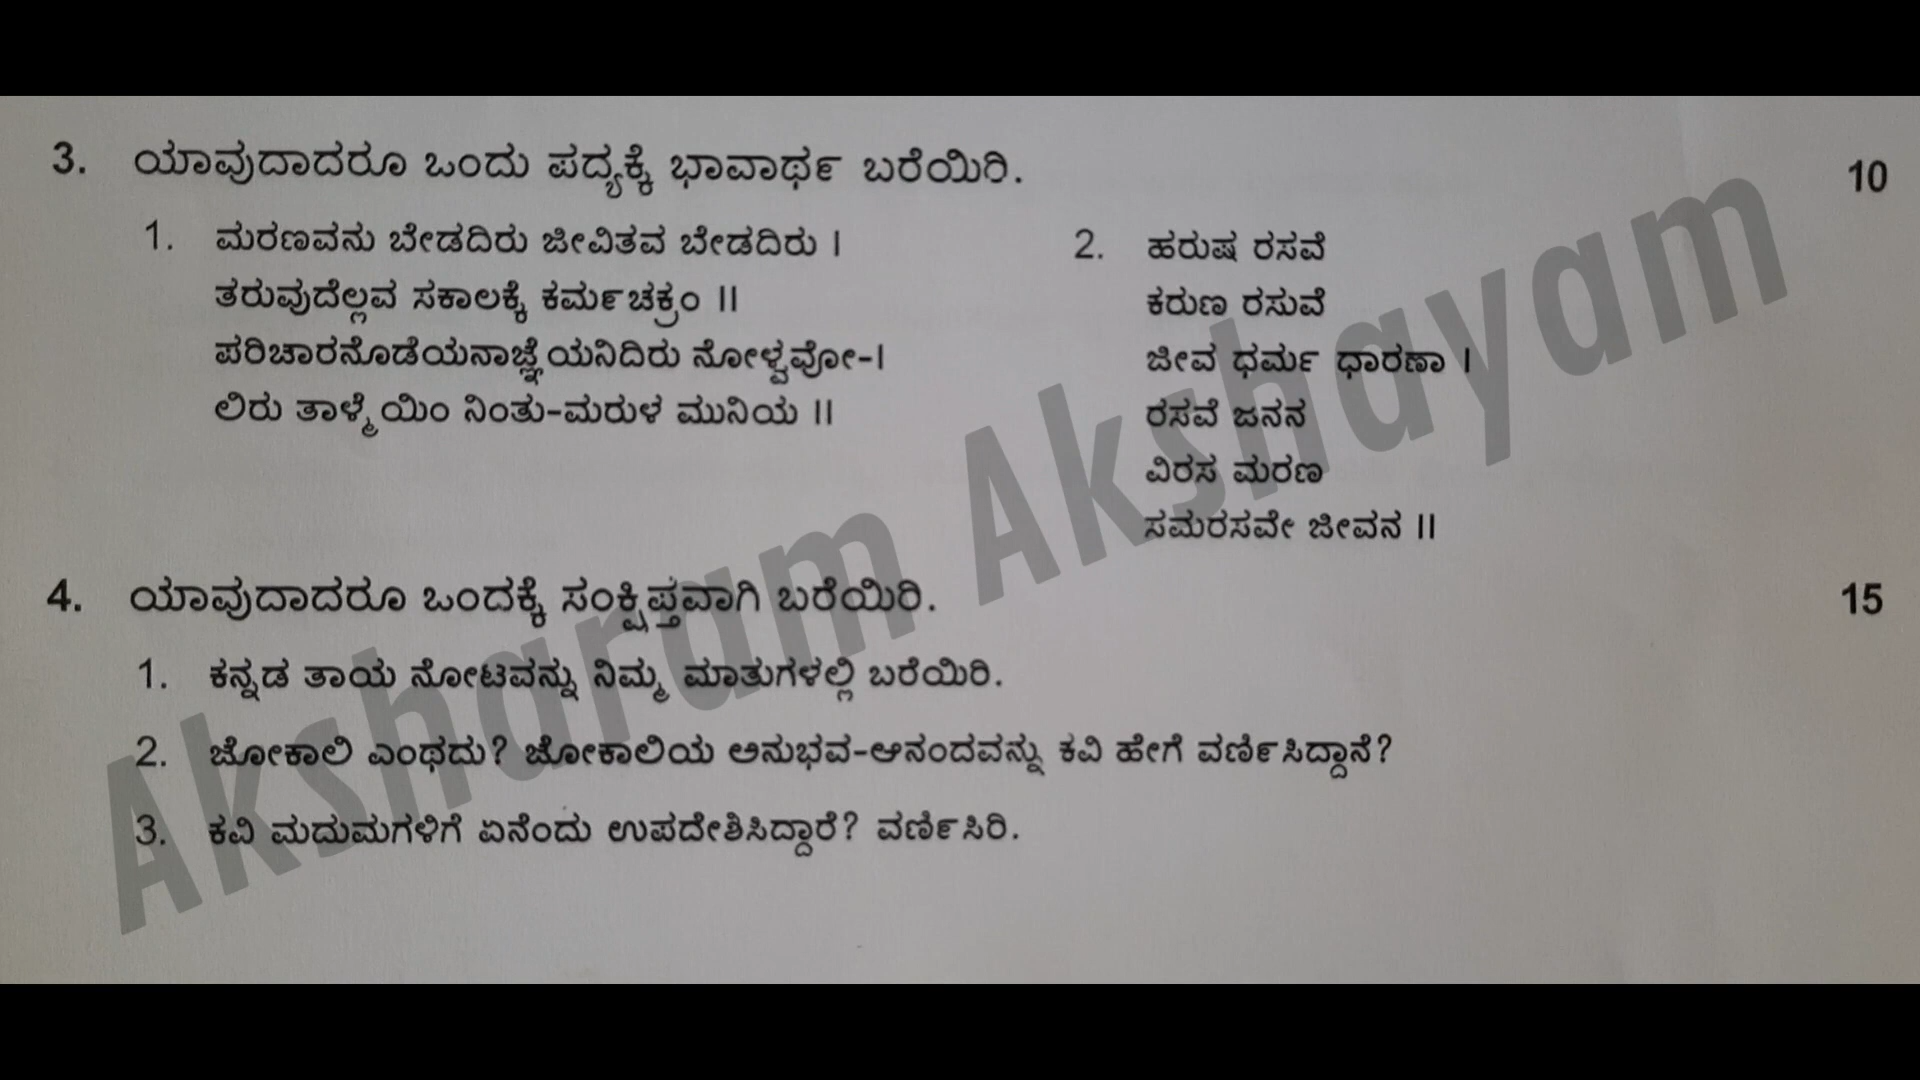 3. ಯಾವುದಾದರೂ ಒಂದು ಪದ್ಯಕ್ಕೆ ಭಾವಾರ್ಥ ಬರೆಯಿರಿ. 10
1. ಮರಣವನು ಬೇಡದಿರು ಜೀವಿತವ ಬೇಡದಿರು |
ತರುವುದೆಲ್ಲವ ಸಕಾಲಕ್ಕೆ ಕರ್ಮಚಕ್ರಂ ||
ಪರಿಚಾರನೊಡೆಯನಾಜ್ಞೆಯನಿದಿರು ನೋಳ್ಪವೋ-|
ಲಿರು ತಾಳ್ಮೆಯಿಂ ನಿಂತು-ಮರುಳ ಮುನಿಯ ||
2. ಹರುಷ ರಸವೆ
ಕರುಣ ರಸುವೆ
ಜೀವ ಧರ್ಮ ಧಾರಣಾ |
ರಸವೆ ಜನನ
ವಿರಸ ಮರಣ
ಸಮರಸವೇ ಜೀವನ ||
4. ಯಾವುದಾದರೂ ಒಂದಕ್ಕೆ ಸಂಕ್ಷಿಪ್ತವಾಗಿ ಬರೆಯಿರಿ. 15
1. ಕನ್ನಡ ತಾಯ ನೋಟವನ್ನು ನಿಮ್ಮ ಮಾತುಗಳಲ್ಲಿ ಬರೆಯಿರಿ.
2. ಜೋಕಾಲಿ ಎಂಥದು? ಜೋಕಾಲಿಯ ಅನುಭವ-ಆನಂದವನ್ನು ಕವಿ ಹೇಗೆ ವರ್ಣಿಸಿದ್ದಾನೆ?
3. ಕವಿ ಮದುಮಗಳಿಗೆ ಏನೆಂದು ಉಪದೇಶಿಸಿದ್ದಾರೆ? ವರ್ಣಿಸಿರಿ.
Aksharam Akshayam